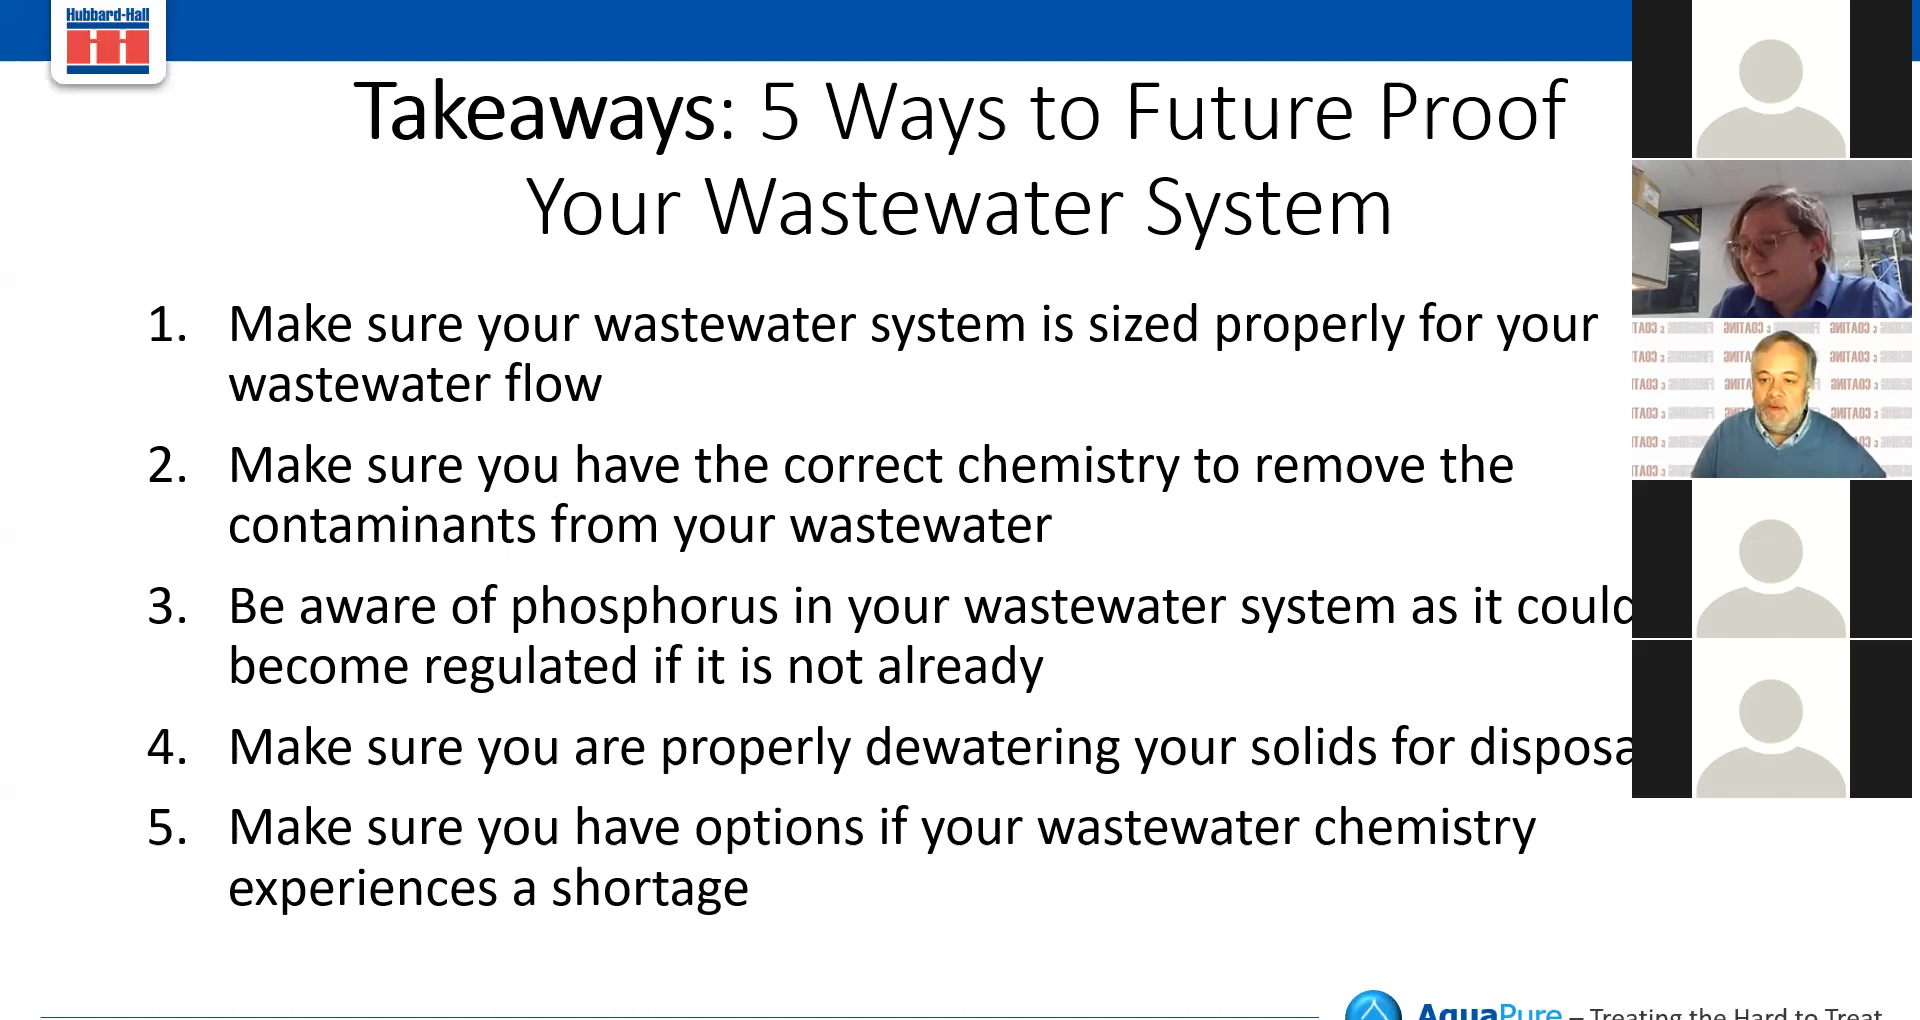 Hubbard-Hall
Takeaways: 5 Ways to Future Proof
Your Wastewater System
1. Make sure your wastewater system is sized properly for your
wastewater flow
2. Make sure you have the correct chemistry to remove the
contaminants from your wastewater
3. Be aware of phosphorus in your wastewater system as it could
become regulated if it is not already
4. Make sure you are properly dewatering your solids for disposa
5. Make sure you have options if your wastewater chemistry
experiences a shortage
AquaPure – Treating the Hard to Treat